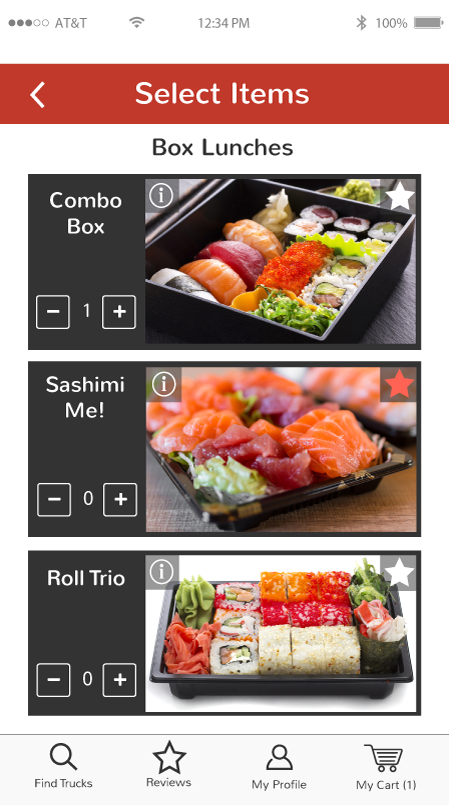 AT&T 12:34 PM 100%
Select Items
Box Lunches
Combo
Box
i
− 1 +
Sashimi
Me!
i
− 0 +
Roll Trio
i
− 0 +
Find Trucks Reviews My Profile My Cart (1)